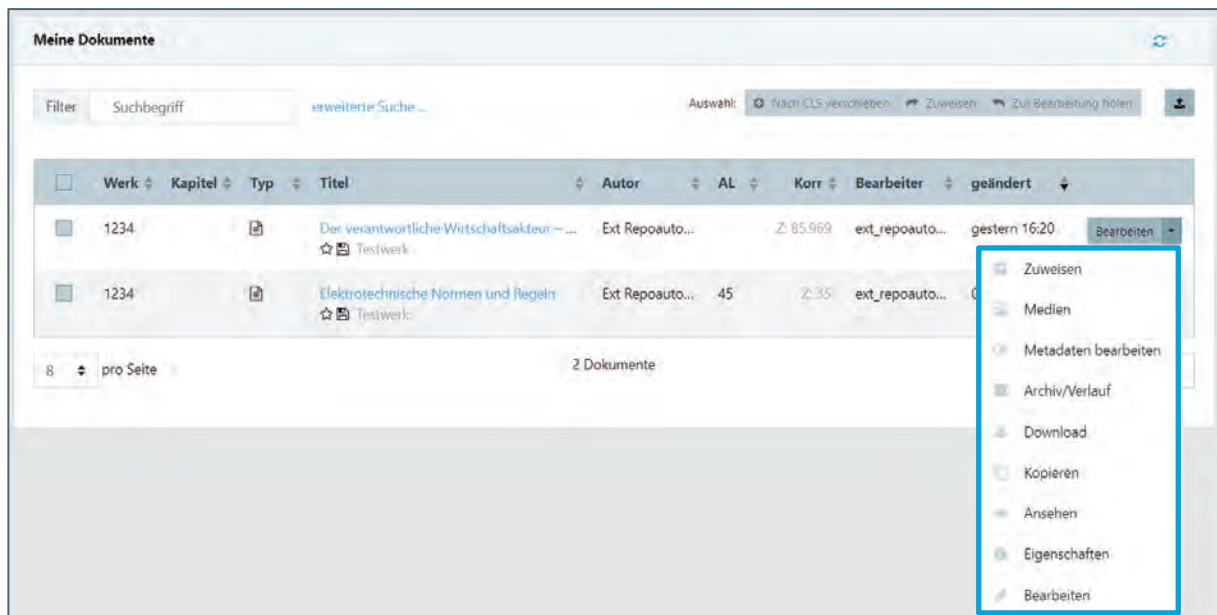 Meine Dokumente
Filter Suchbegriff erweiterte Suche ... Auswahl: Nach CLS verschieben Zuweisen Zur Bearbeitung holen
Werk Kapitel Typ Titel Autor AL Korr Bearbeiter geändert
1234 Der verantwortliche Wirtschaftsakteur – ... Ext Repoauto... Z: 85.969 ext_repoauto... gestern 16:20 Bearbeiten
Testwerk
Zuweisen
1234 Elektrotechnische Normen und Regeln Ext Repoauto... 45 Z: 35 ext_repoauto...
Testwerk
Medien
Metadaten bearbeiten
8 pro Seite 2 Dokumente
Archiv/Verlauf
Download
Kopieren
Ansehen
Eigenschaften
Bearbeiten